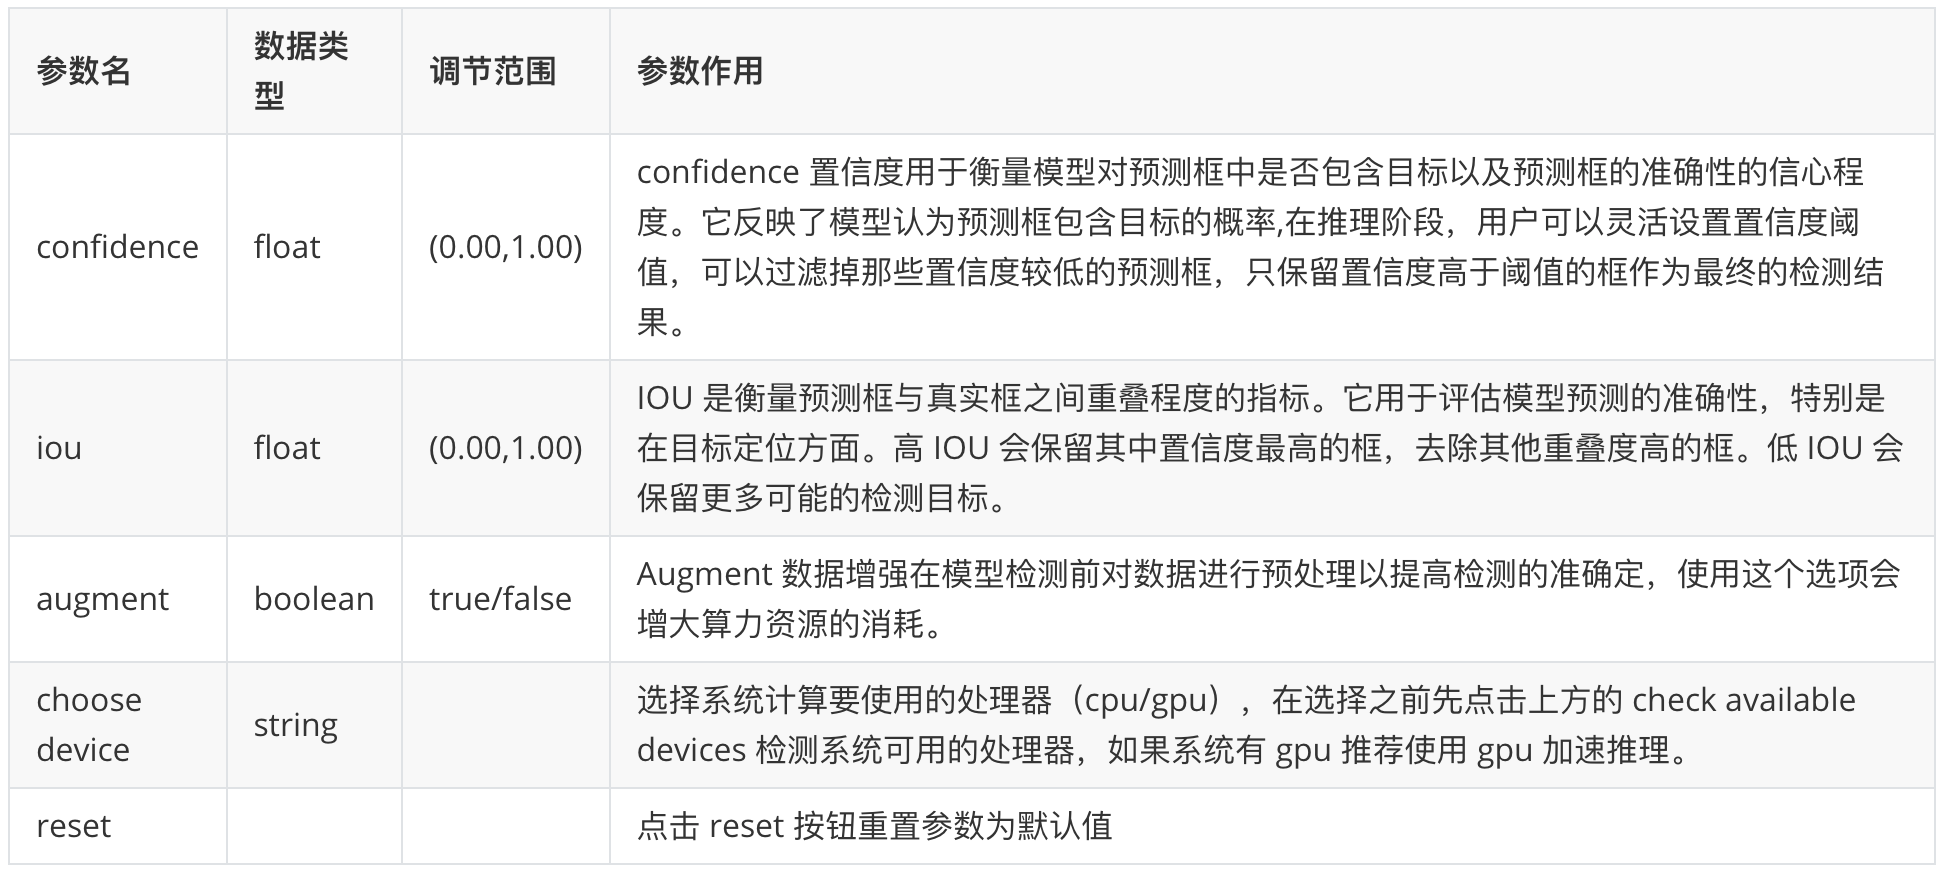 参数名
数据类
型
调节范围
参数作用
confidence
float
(0.00,1.00)
confidence 置信度用于衡量模型对预测框中是否包含目标以及预测框的准确性的信心程
度。它反映了模型认为预测框包含目标的概率,在推理阶段，用户可以灵活设置置信度阈
值，可以过滤掉那些置信度较低的预测框，只保留置信度高于阈值的框作为最终的检测结
果。
iou
float
(0.00,1.00)
IOU 是衡量预测框与真实框之间重叠程度的指标。它用于评估模型预测的准确性，特别是
在目标定位方面。高 IOU 会保留其中置信度最高的框，去除其他重叠度高的框。低 IOU 会
保留更多可能的检测目标。
augment
boolean
true/false
Augment 数据增强在模型检测前对数据进行预处理以提高检测的准确定，使用这个选项会
增大算力资源的消耗。
choose
device
string
选择系统计算要使用的处理器（cpu/gpu），在选择之前先点击上方的 check available
devices 检测系统可用的处理器，如果系统有 gpu 推荐使用 gpu 加速推理。
reset
点击 reset 按钮重置参数为默认值